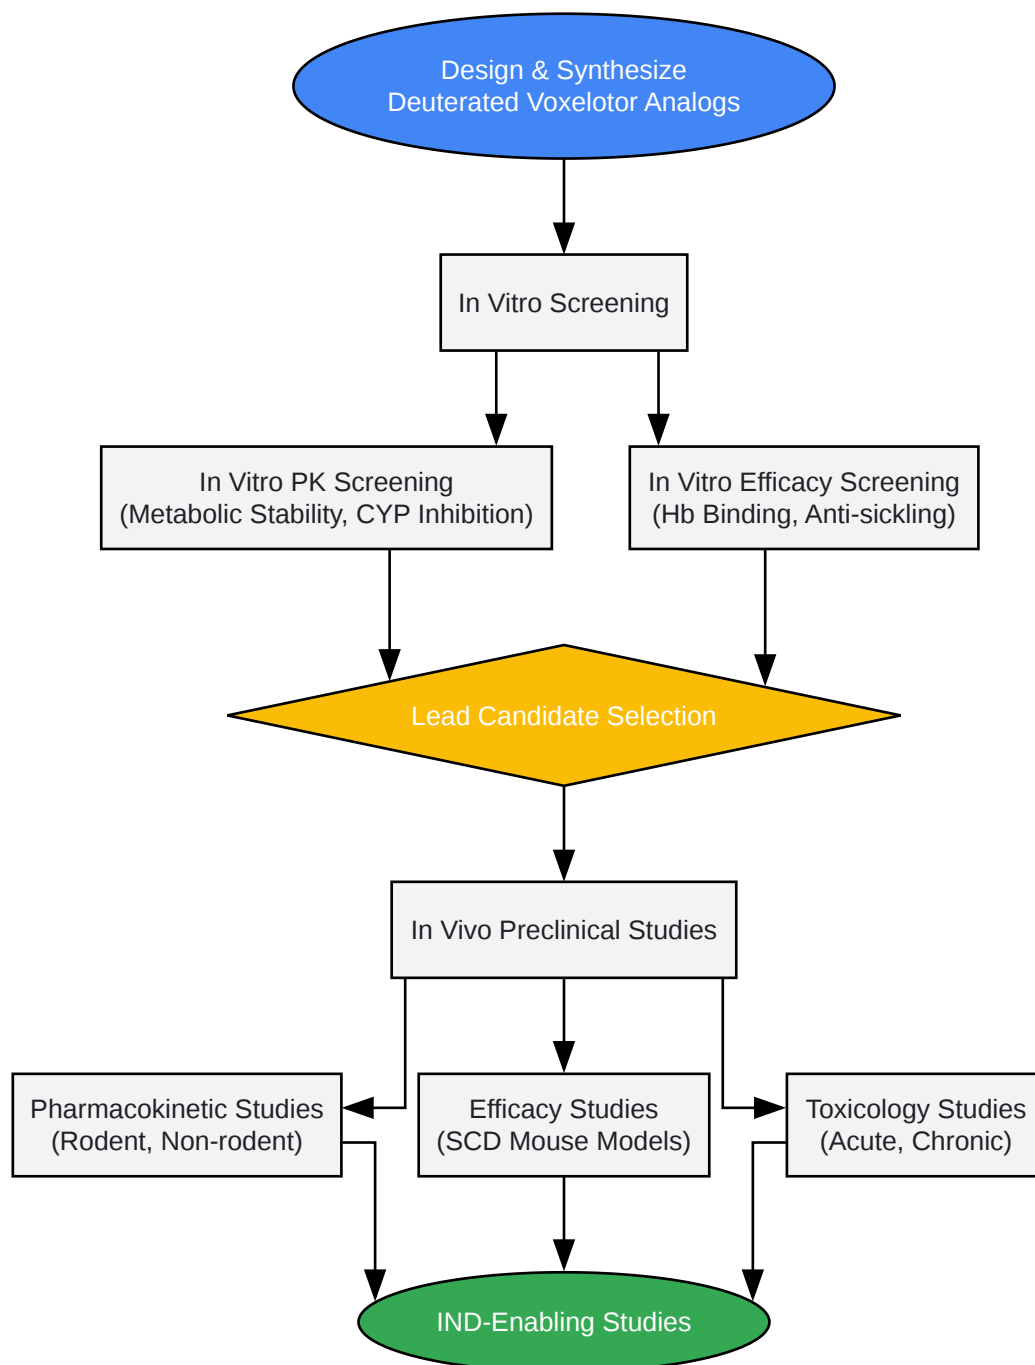 Design & Synthesize
Deuterated Voxelotor Analogs
In Vitro Screening
In Vitro PK Screening
(Metabolic Stability, CYP Inhibition)
In Vitro Efficacy Screening
(Hb Binding, Anti-sickling)
Lead Candidate Selection
In Vivo Preclinical Studies
Pharmacokinetic Studies
(Rodent, Non-rodent)
Efficacy Studies
(SCD Mouse Models)
Toxicology Studies
(Acute, Chronic)
IND-Enabling Studies